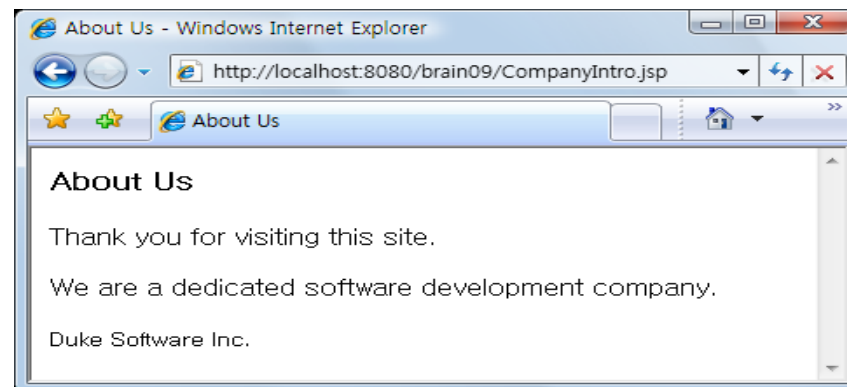 About Us - Windows Internet Explorer
http://localhost:8080/brain09/CompanyIntro.jsp
About Us
About Us
Thank you for visiting this site.
We are a dedicated software development company.
Duke Software Inc.